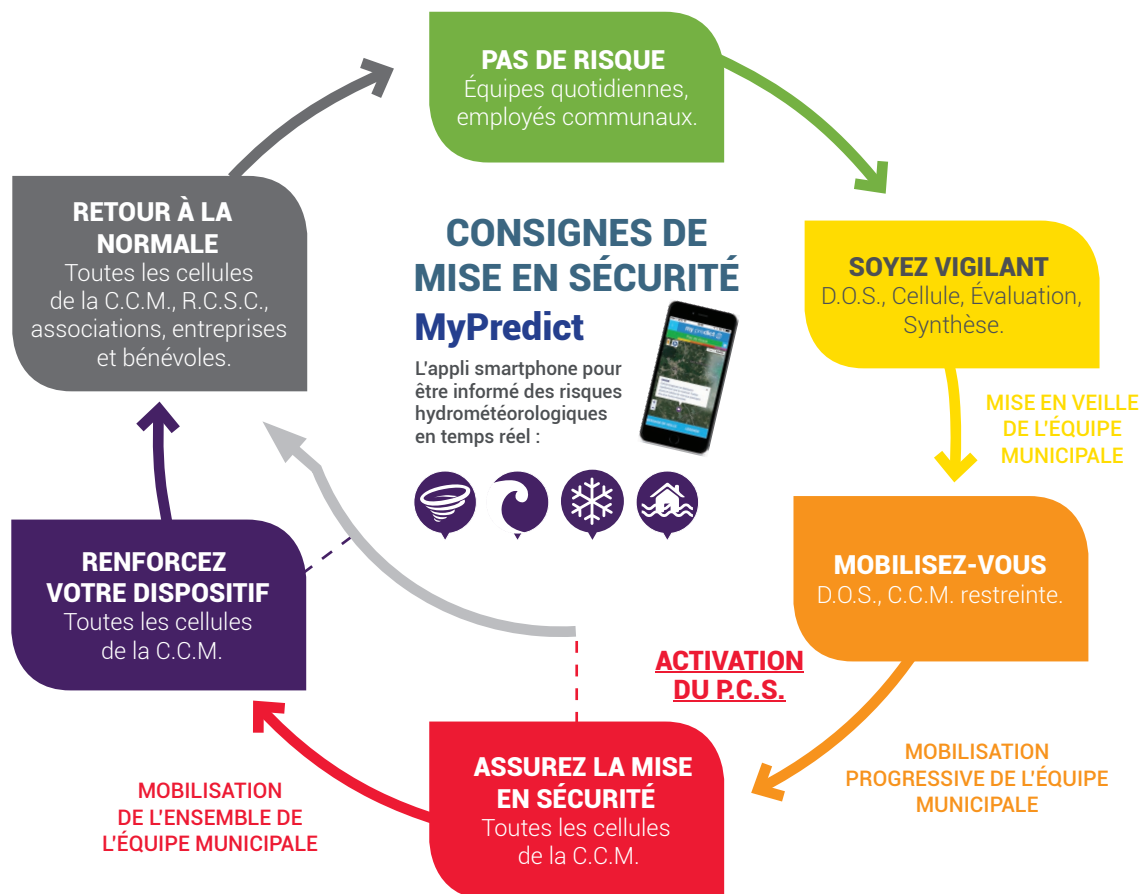 PAS DE RISQUE
Équipes quotidiennes,
employés communaux.
SOYEZ VIGILANT
D.O.S., Cellule, Évaluation,
Synthèse.
MISE EN VEILLE
DE L'ÉQUIPE
MUNICIPALE
MOBILISEZ-VOUS
D.O.S., C.C.M. restreinte.
MOBILISATION
PROGRESSIVE DE L'ÉQUIPE
MUNICIPALE
ACTIVATION
DU P.C.S.
ASSUREZ LA MISE
EN SÉCURITÉ
Toutes les cellules
de la C.C.M.
MOBILISATION
DE L'ENSEMBLE DE
L'ÉQUIPE MUNICIPALE
RENFORCEZ
VOTRE DISPOSITIF
Toutes les cellules
de la C.C.M.
RETOUR À LA
NORMALE
Toutes les cellules
de la C.C.M., R.C.S.C.,
associations, entreprises
et bénévoles.
CONSIGNES DE
MISE EN SÉCURITÉ
MyPredict
L'appli smartphone pour
être informé des risques
hydrométéorologiques
en temps réel :
my predict